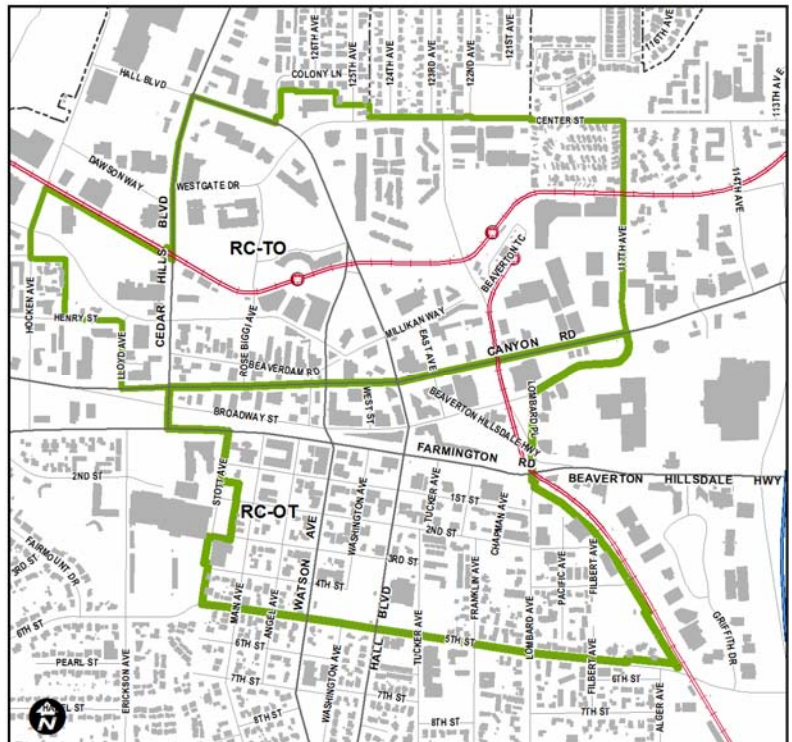 126TH AVE
125TH AVE
124TH AVE
123RD AVE
122ND AVE
121ST AVE
116TH AVE
COLONY LN
HALL BLVD
113TH AVE
CENTER ST
DAWSON WAY
WESTGATE DR
114TH AVE
CEDAR HILLS BLVD
RC-TO
117TH AVE
BEAVERTON TC
HOCKEN AVE
HENRY ST
MILLIKAN WAY
LLOYD AVE
ROSE BIGGI AVE
EAST AVE
CANYON RD
BEAVERDAM RD
WEST ST
LOMBARD PL
BEAVERTON HILLSDALE HWY
BROADWAY ST
FARMINGTON RD
BEAVERTON HILLSDALE HWY
2ND ST
STOTT AVE
RC-OT
WATSON AVE
WASHINGTON AVE
TUCKER AVE
1ST ST
2ND ST
CHAPMAN AVE
3RD ST
FAIRMOUNT DR
3RD ST
4TH ST
HALL BLVD
FRANKLIN AVE
PACIFIC AVE
FILBERT AVE
MAIN AVE
ANGEL AVE
LOMBARD AVE
GRIFFITH DR
6TH ST
5TH ST
TUCKER AVE
6TH ST
PEARL ST
ERICKSON AVE
7TH ST
WASHINGTON AVE
FILBERT AVE
6TH ST
ALGER AVE
7TH ST
7TH ST
8TH ST
8TH ST
N